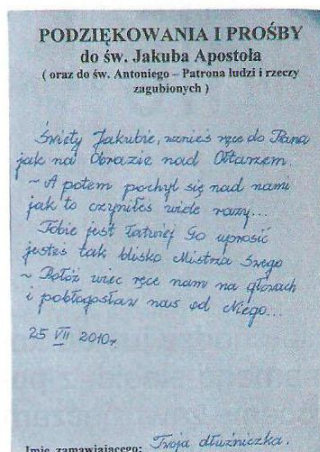 PODZIĘKOWANIA I PROŚBY
do św. Jakuba Apostoła
( oraz do św. Antoniego – Patrona ludzi i rzeczy
zagubionych )
Święty Jakubie, wznieś ręce do Pana
jak na Obrazie nad Ołtarzem.
~ A potem pochyl się nad nami
jak to czyniłeś wiele razy...
Tobie jest łatwiej Go uprosić
jesteś tak blisko Mistrza Swego
~ Połóż więc ręce nam na głowach
i pobłogosław nas od Niego...
25 VII 2010r
Imię zamawiającego: Twoja dłużniczka.